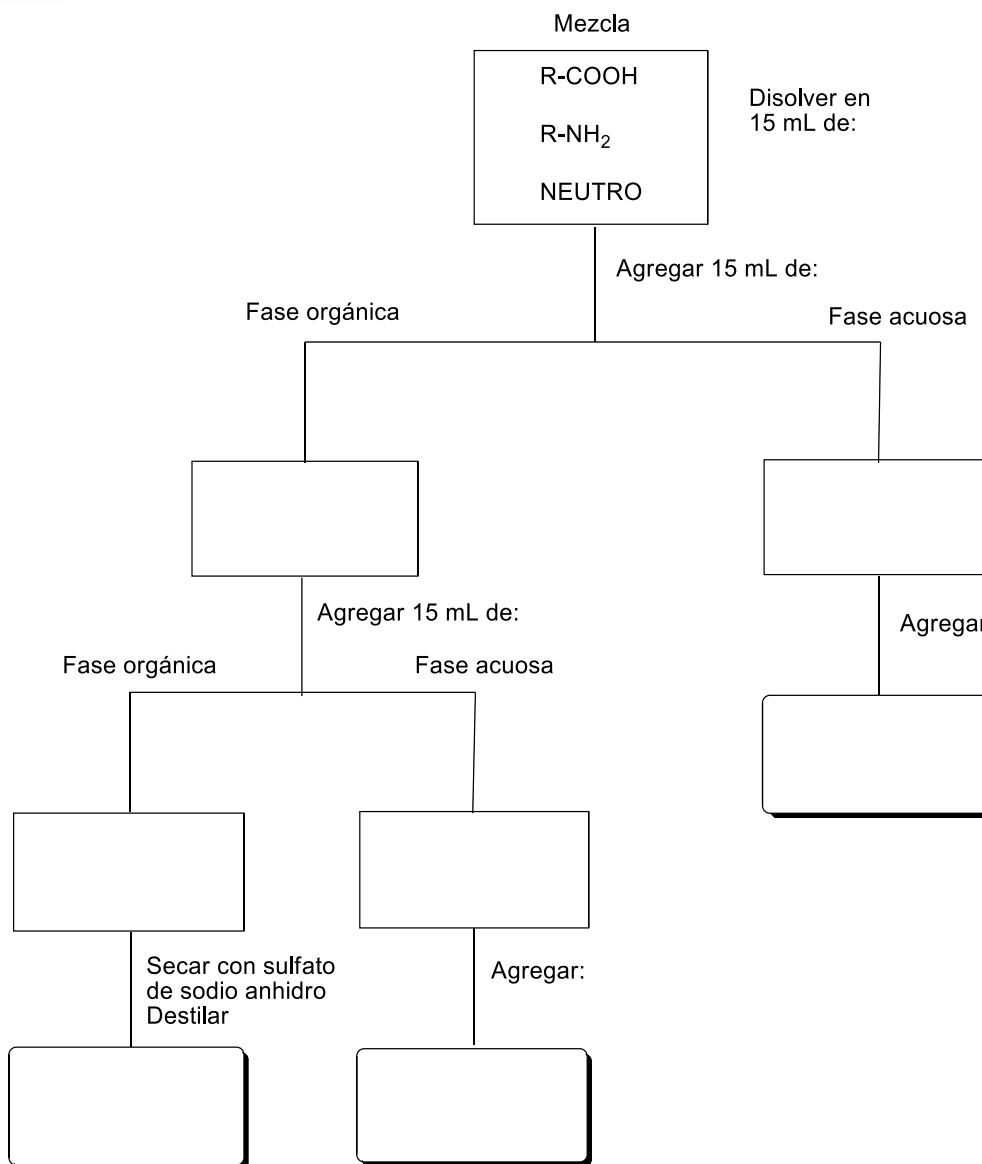 Mezcla
R-COOH
R-NH₂
NEUTRO
Disolver en
15 mL de:
Agregar 15 mL de:
Fase orgánica
Fase acuosa
Agregar 15 mL de:
Agregar
Fase orgánica
Fase acuosa
Secar con sulfato
de sodio anhidro
Destilar
Agregar: